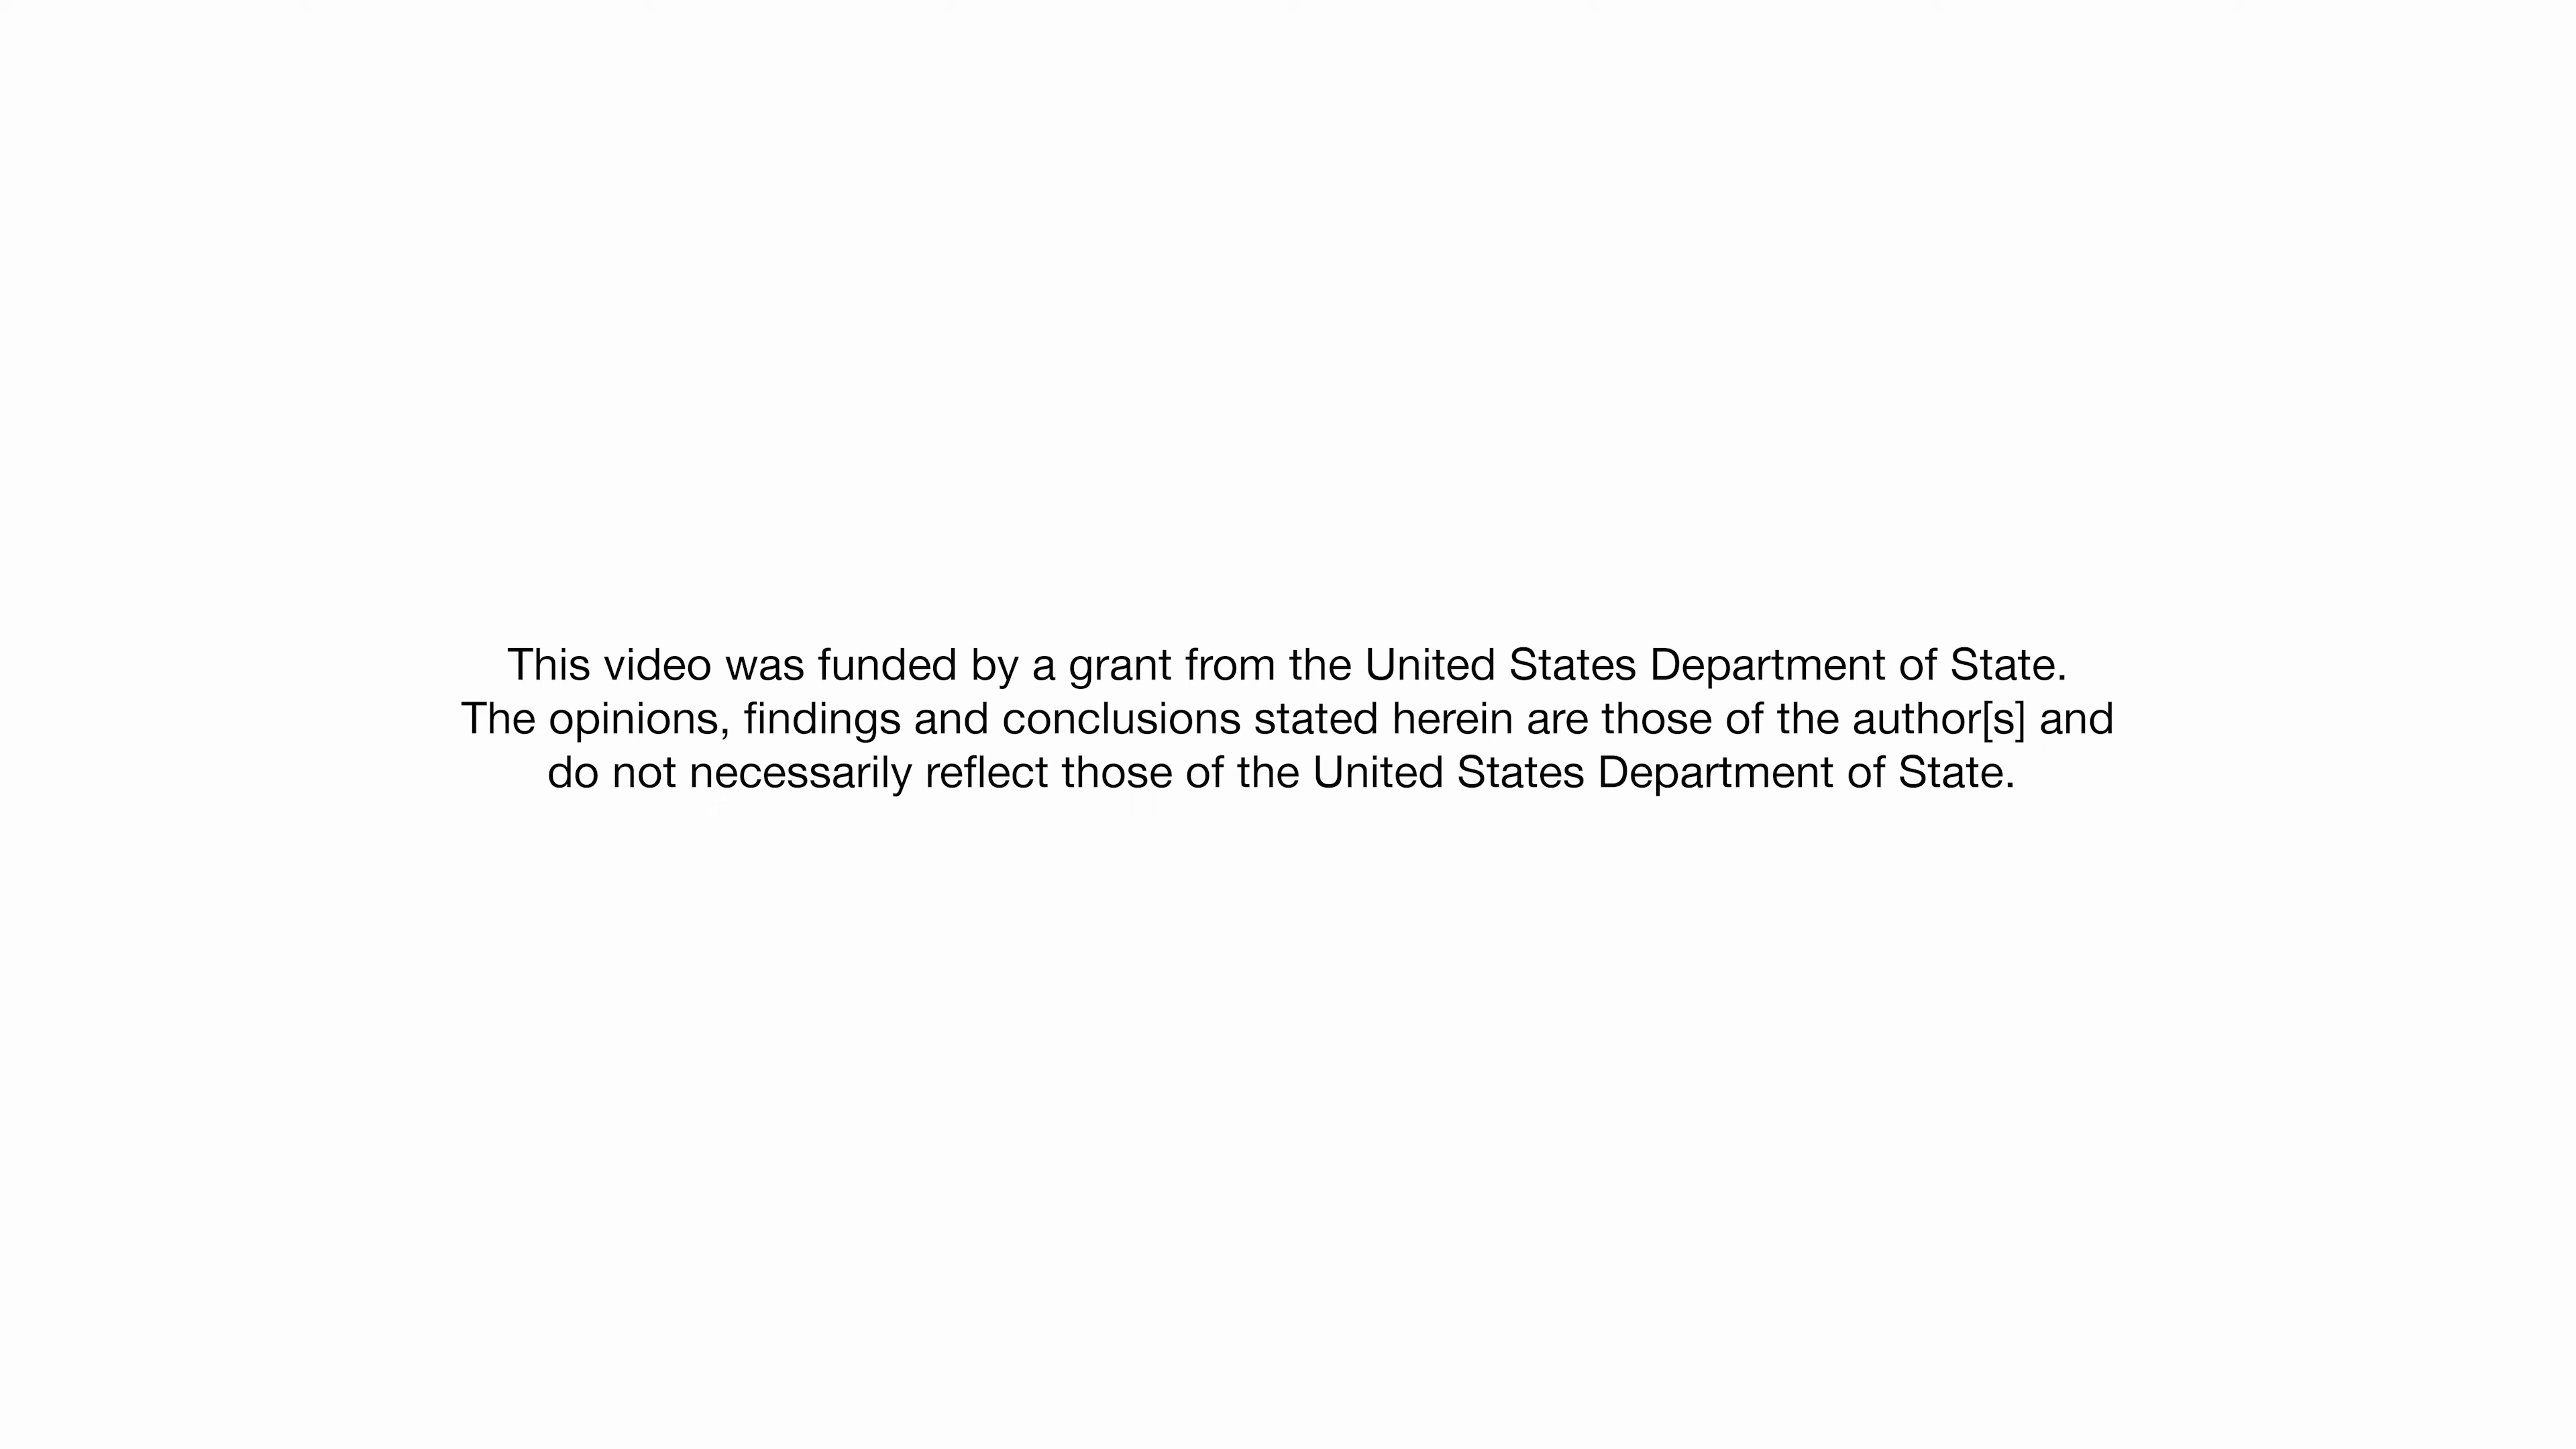 This video was funded by a grant from the United States Department of State.
The opinions, findings and conclusions stated herein are those of the author[s] and
do not necessarily reflect those of the United States Department of State.